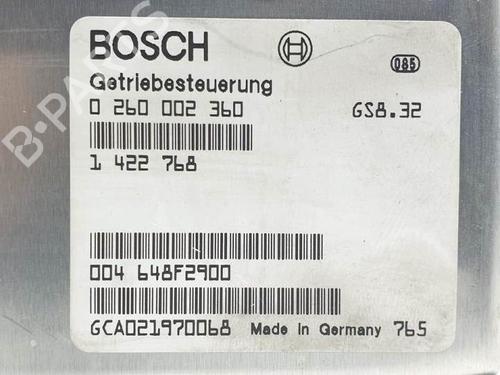 BOSCH
085
Getriebesteuerung
0 260 002 360 GS8.32
1 422 768
004 648F2900
GCA021970068 Made in Germany 765
B-PARTS